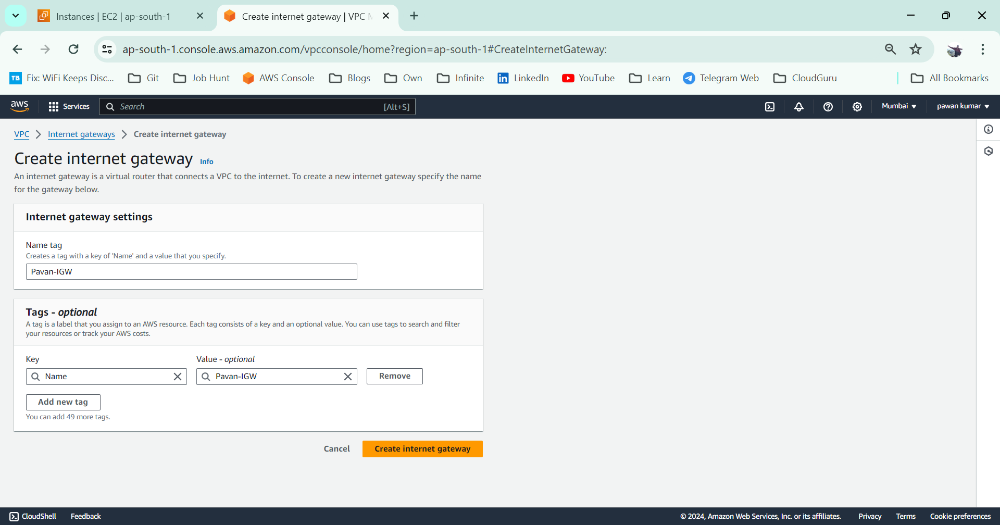 Instances | EC2 | ap-south-1
Create internet gateway | VPC
ap-south-1.console.aws.amazon.com/vpcconsole/home?region=ap-south-1#CreateInternetGateway:
TB Fix: WiFi Keeps Disc... Git Job Hunt AWS Console Blogs Own Infinite LinkedIn YouTube Learn Telegram Web CloudGuru All Bookmarks
aws Services Search [Alt+S] Mumbai pawan kumar
VPC Internet gateways Create internet gateway
Create internet gateway Info
An internet gateway is a virtual router that connects a VPC to the internet. To create a new internet gateway specify the name
for the gateway below.
Internet gateway settings
Name tag
Creates a tag with a key of 'Name' and a value that you specify.
Pavan-IGW
Tags - optional
A tag is a label that you assign to an AWS resource. Each tag consists of a key and an optional value. You can use tags to search and filter
your resources or track your AWS costs.
Key Value - optional
Name Pavan-IGW Remove
Add new tag
You can add 49 more tags.
Cancel Create internet gateway
CloudShell Feedback © 2024, Amazon Web Services, Inc. or its affiliates. Privacy Terms Cookie preferences